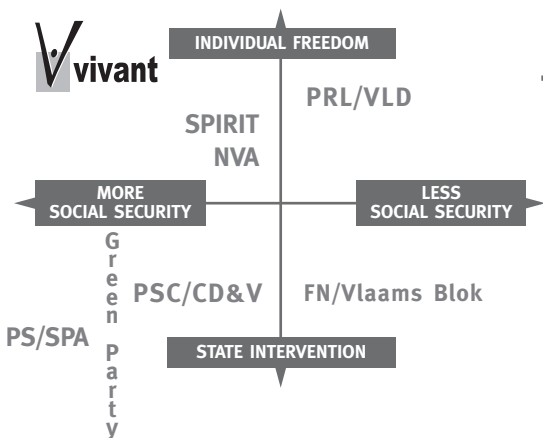 INDIVIDUAL FREEDOM
vivant
PRL/VLD
SPIRIT
NVA
MORE
SOCIAL SECURITY
LESS
SOCIAL SECURITY
Green Party
PSC/CD&V
FN/Vlaams Blok
PS/SPA
STATE INTERVENTION